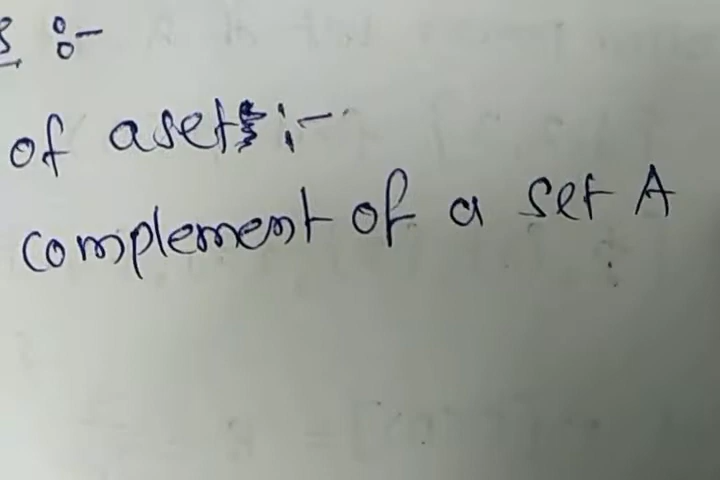 of a set :-
complement of a set A